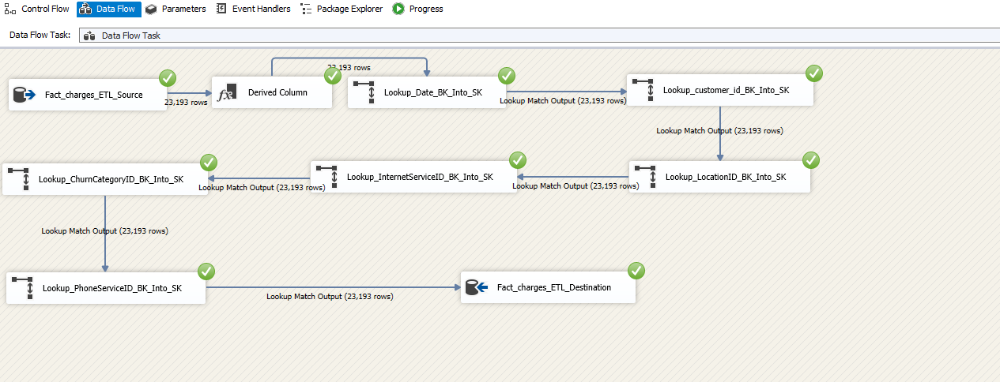 Control Flow Data Flow Parameters Event Handlers Package Explorer Progress
Data Flow Task: Data Flow Task
23,193 rows
Fact_charges_ETL_Source
23,193 rows
fx Derived Column
Lookup_Date_BK_Into_SK
Lookup Match Output (23,193 rows)
Lookup_customer_id_BK_Into_SK
Lookup Match Output (23,193 rows)
Lookup_LocationID_BK_Into_SK
Lookup Match Output (23,193 rows)
Lookup_InternetServiceID_BK_Into_SK
Lookup Match Output (23,193 rows)
Lookup_ChurnCategoryID_BK_Into_SK
Lookup Match Output (23,193 rows)
Lookup_PhoneServiceID_BK_Into_SK
Lookup Match Output (23,193 rows)
Fact_charges_ETL_Destination